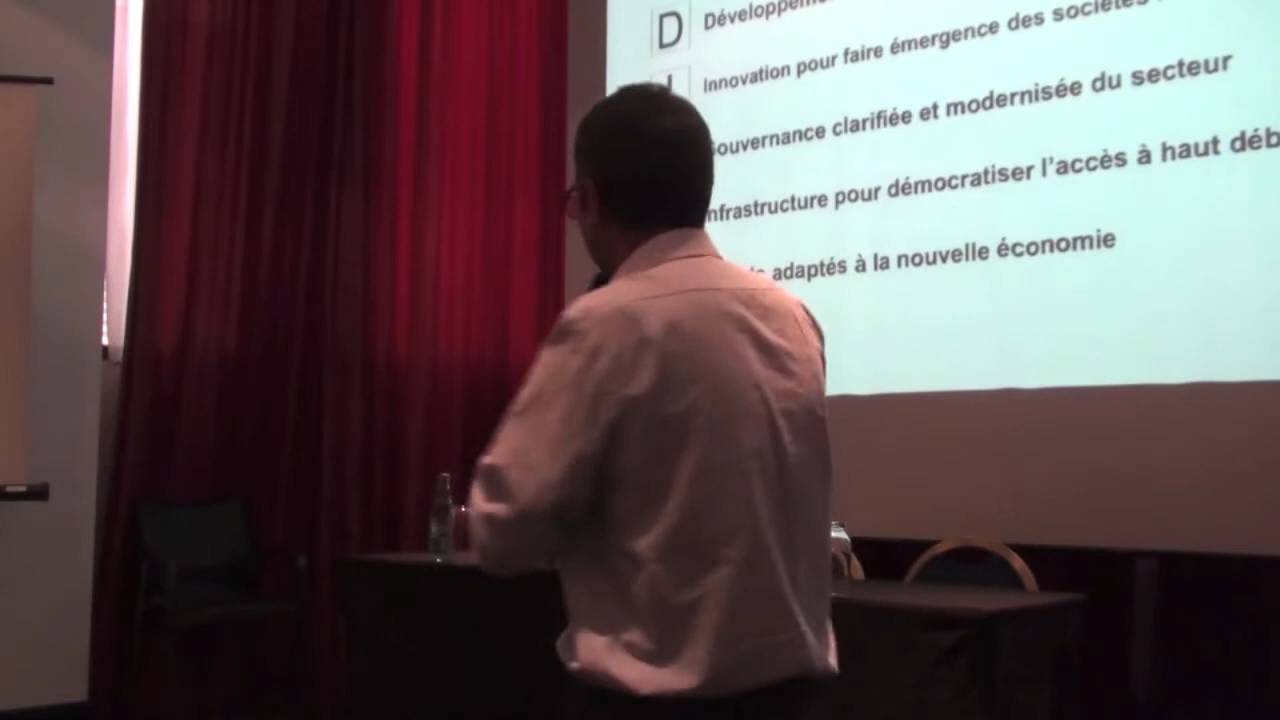 D
Innovation pour faire émergence des sociétés
ouvernance clarifiée et modernisée du secteur
nfrastructure pour démocratiser l'accès à haut déb
adaptés à la nouvelle économie